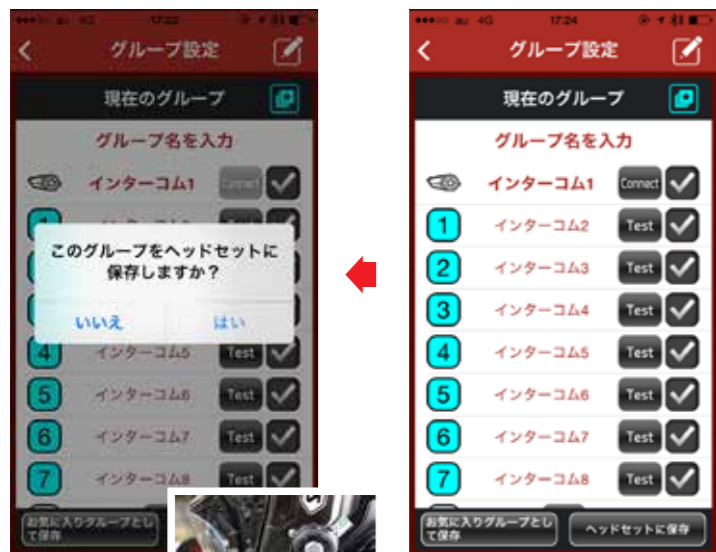 au 4G 17:22
グループ設定
現在のグループ
グループ名を入力
インターコム1 Connect
このグループをヘッドセットに
保存しますか？
いいえ はい
4 インターコム5 Test
5 インターコム6 Test
6 インターコム7 Test
7 インターコム8 Test
お気に入りグループとし
て保存
au 4G 17:24
グループ設定
現在のグループ
グループ名を入力
インターコム1 Connect
1 インターコム2 Test
2 インターコム3 Test
3 インターコム4 Test
4 インターコム5 Test
5 インターコム6 Test
6 インターコム7 Test
7 インターコム8 Test
お気に入りグループとし
て保存
ヘッドセットに保存